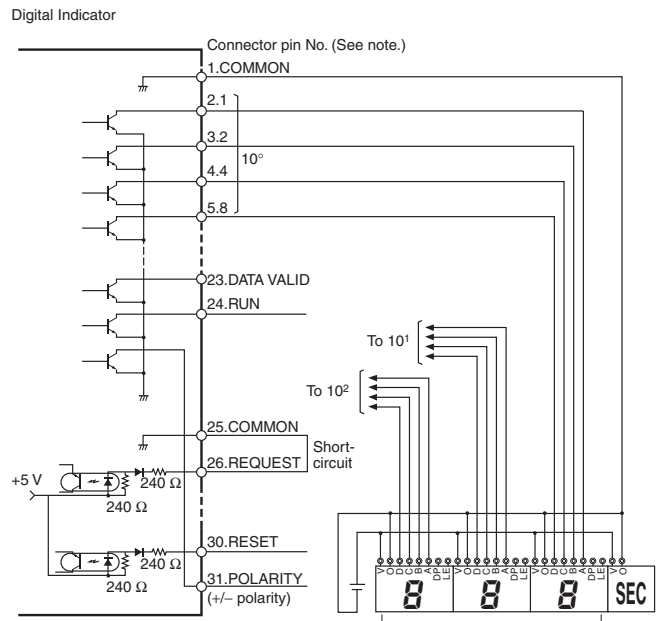 Digital Indicator
Connector pin No. (See note.)
1.COMMON
2.1
3.2
10°
4.4
5.8
23.DATA VALID
24.RUN
To 10¹
To 10²
25.COMMON
Short-
circuit
26.REQUEST
+5 V
240 Ω
240 Ω
30.RESET
240 Ω
240 Ω
31.POLARITY
(+/− polarity)
V O D C B A DP LE V O D C B A DP LE V O D C B A DP LE V O
8 8 8 SEC